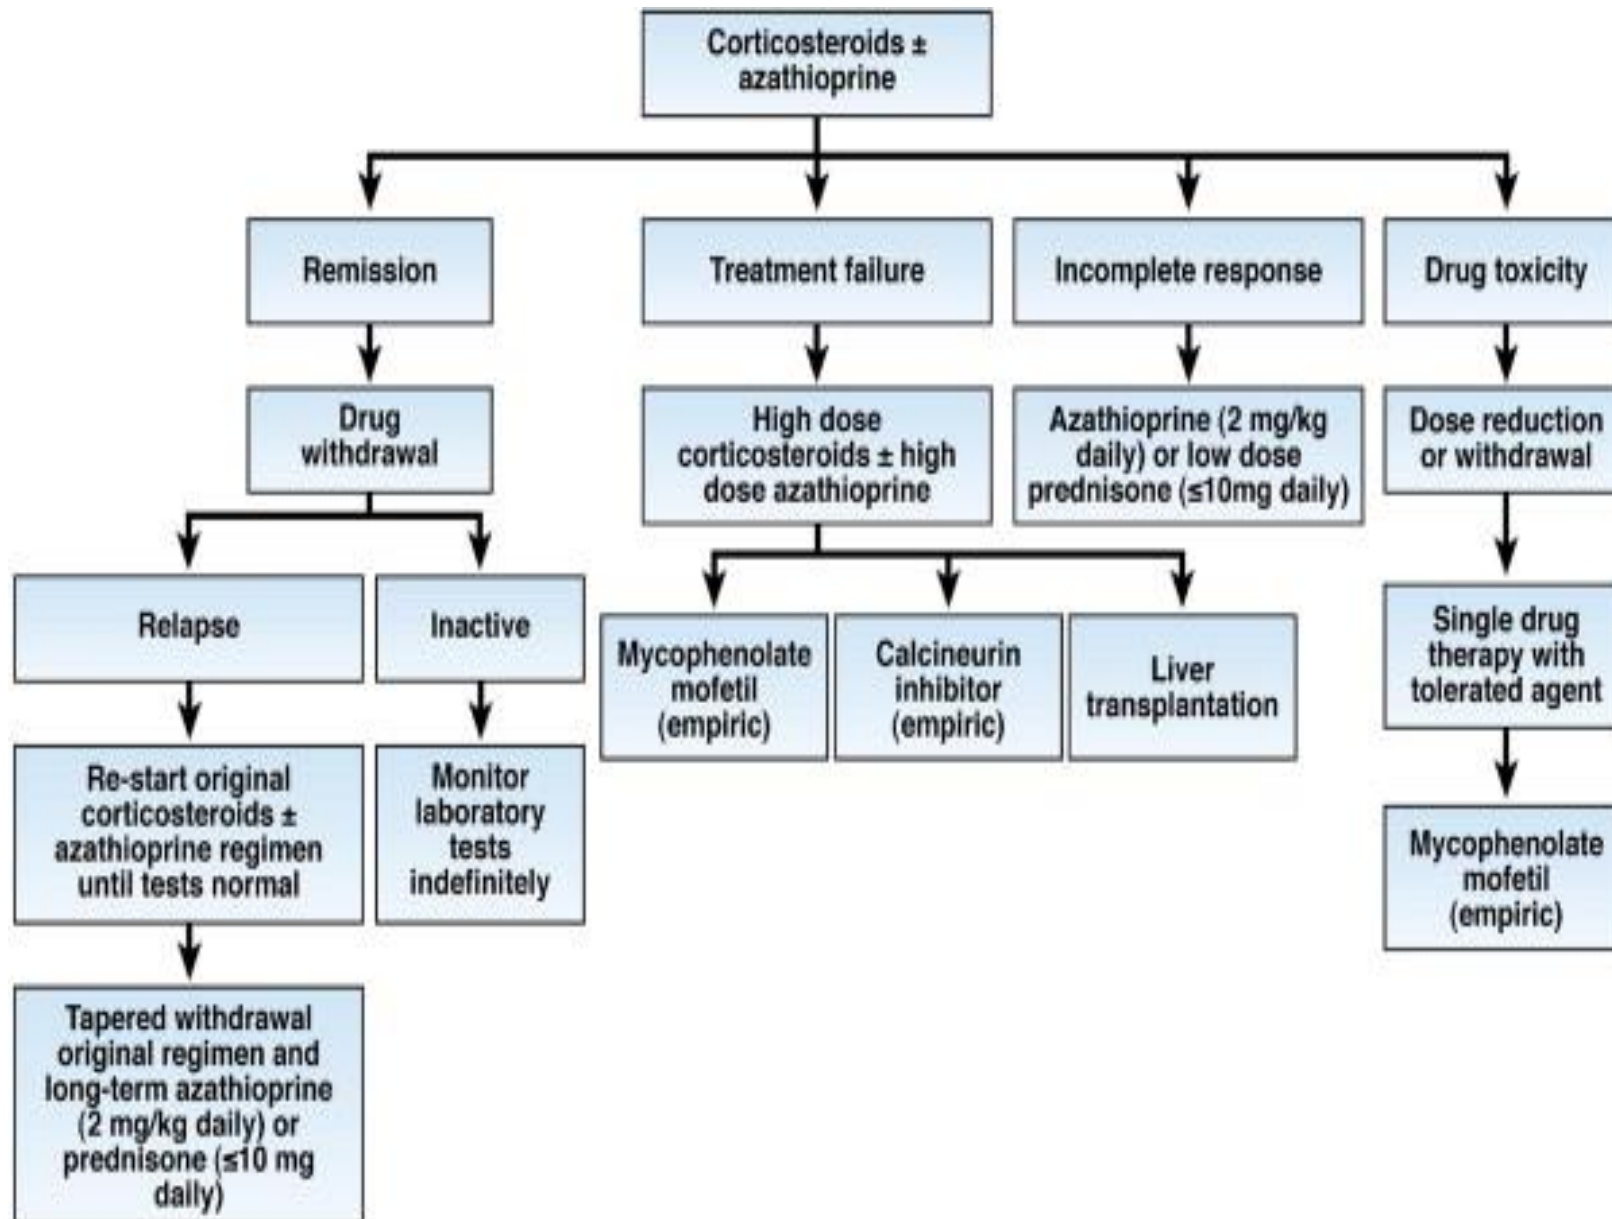 Corticosteroids ±
azathioprine
Remission
Treatment failure
Incomplete response
Drug toxicity
Drug
withdrawal
High dose
corticosteroids ± high
dose azathioprine
Azathioprine (2 mg/kg
daily) or low dose
prednisone (≤10mg daily)
Dose reduction
or withdrawal
Relapse
Inactive
Mycophenolate
mofetil
(empiric)
Calcineurin
inhibitor
(empiric)
Liver
transplantation
Single drug
therapy with
tolerated agent
Re-start original
corticosteroids ±
azathioprine regimen
until tests normal
Monitor
laboratory
tests
indefinitely
Mycophenolate
mofetil
(empiric)
Tapered withdrawal
original regimen and
long-term azathioprine
(2 mg/kg daily) or
prednisone (≤10 mg
daily)